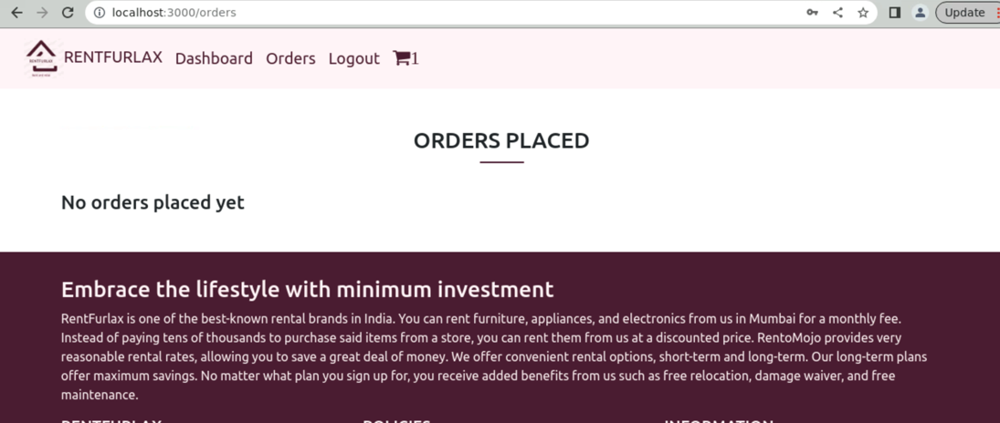 localhost:3000/orders
Update
RENTFURLAX Dashboard Orders Logout 1
ORDERS PLACED
No orders placed yet
Embrace the lifestyle with minimum investment
RentFurlax is one of the best-known rental brands in India. You can rent furniture, appliances, and electronics from us in Mumbai for a monthly fee.
Instead of paying tens of thousands to purchase said items from a store, you can rent them from us at a discounted price. RentoMojo provides very
reasonable rental rates, allowing you to save a great deal of money. We offer convenient rental options, short-term and long-term. Our long-term plans
offer maximum savings. No matter what plan you sign up for, you receive added benefits from us such as free relocation, damage waiver, and free
maintenance.
RENTFURLAX POLICIES INFORMATION